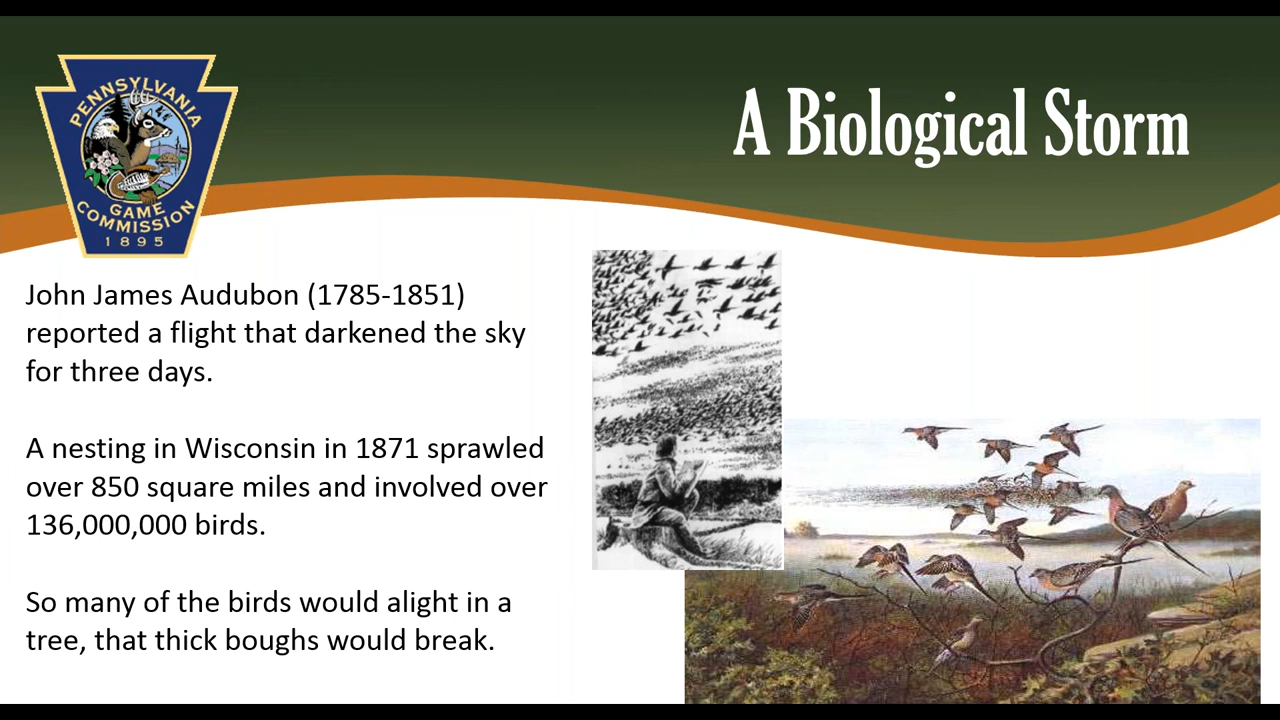 PENNSYLVANIA
GAME
COMMISSION
1895
A Biological Storm
John James Audubon (1785-1851)
reported a flight that darkened the sky
for three days.
A nesting in Wisconsin in 1871 sprawled
over 850 square miles and involved over
136,000,000 birds.
So many of the birds would alight in a
tree, that thick boughs would break.